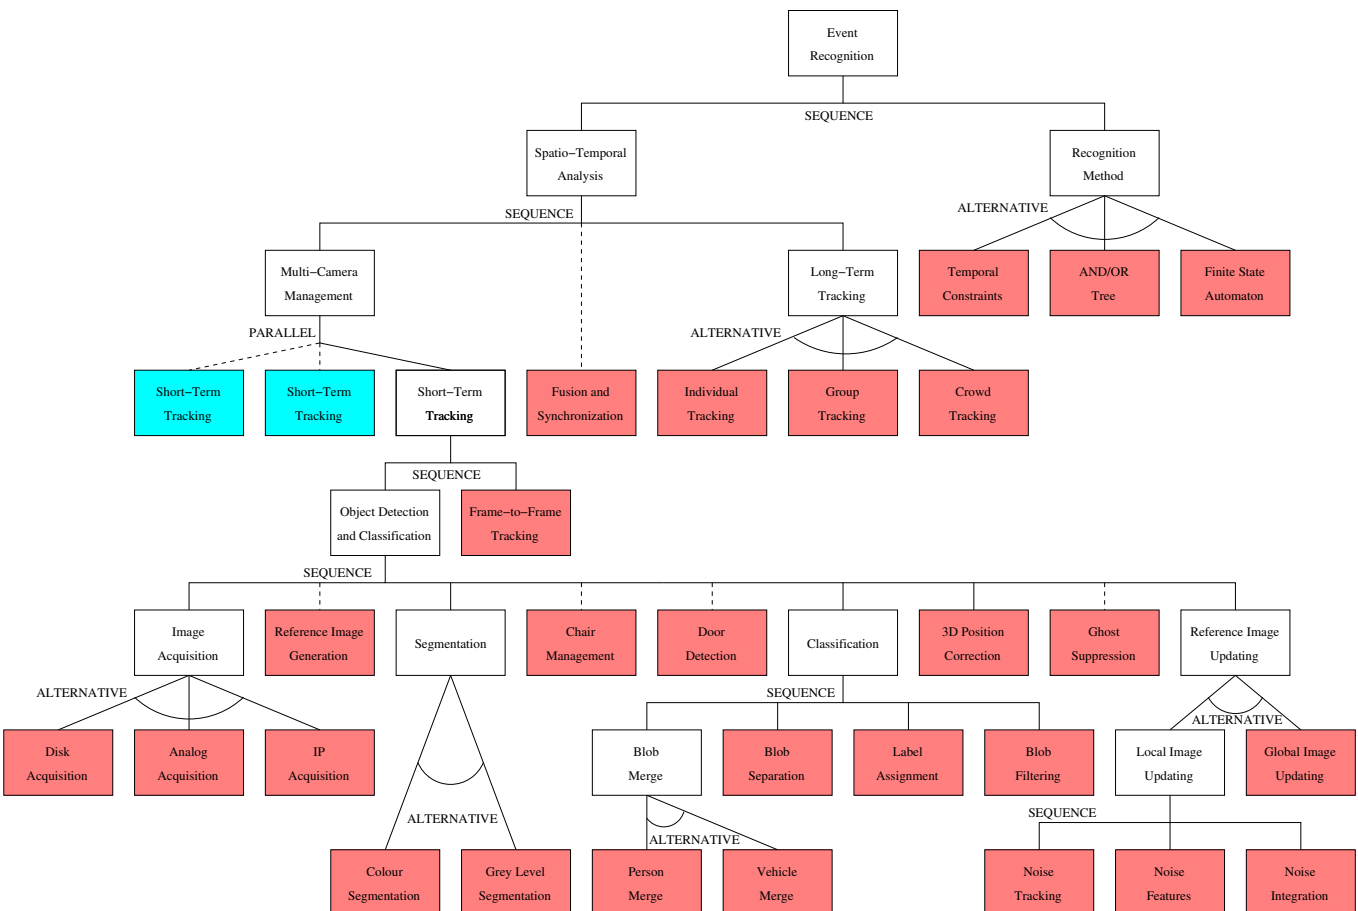 Event
Recognition
SEQUENCE
Spatio−Temporal
Analysis
Recognition
Method
SEQUENCE
ALTERNATIVE
Multi−Camera
Management
Long−Term
Tracking
Temporal
Constraints
AND/OR
Tree
Finite State
Automaton
PARALLEL
ALTERNATIVE
Short−Term
Tracking
Short−Term
Tracking
Short−Term
Tracking
Fusion and
Synchronization
Individual
Tracking
Group
Tracking
Crowd
Tracking
SEQUENCE
Object Detection
and Classification
Frame−to−Frame
Tracking
SEQUENCE
Image
Acquisition
Reference Image
Generation
Segmentation
Chair
Management
Door
Detection
Classification
3D Position
Correction
Ghost
Suppression
Reference Image
Updating
ALTERNATIVE
SEQUENCE
ALTERNATIVE
Disk
Acquisition
Analog
Acquisition
IP
Acquisition
Blob
Merge
Blob
Separation
Label
Assignment
Blob
Filtering
Local Image
Updating
Global Image
Updating
ALTERNATIVE
ALTERNATIVE
SEQUENCE
Colour
Segmentation
Grey Level
Segmentation
Person
Merge
Vehicle
Merge
Noise
Tracking
Noise
Features
Noise
Integration